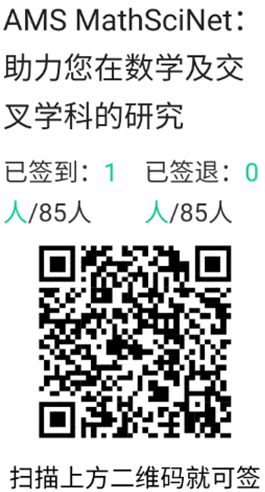 AMS MathSciNet：
助力您在数学及交
叉学科的研究
已签到：1 已签退：0
人/85人 人/85人
扫描上方二维码就可签